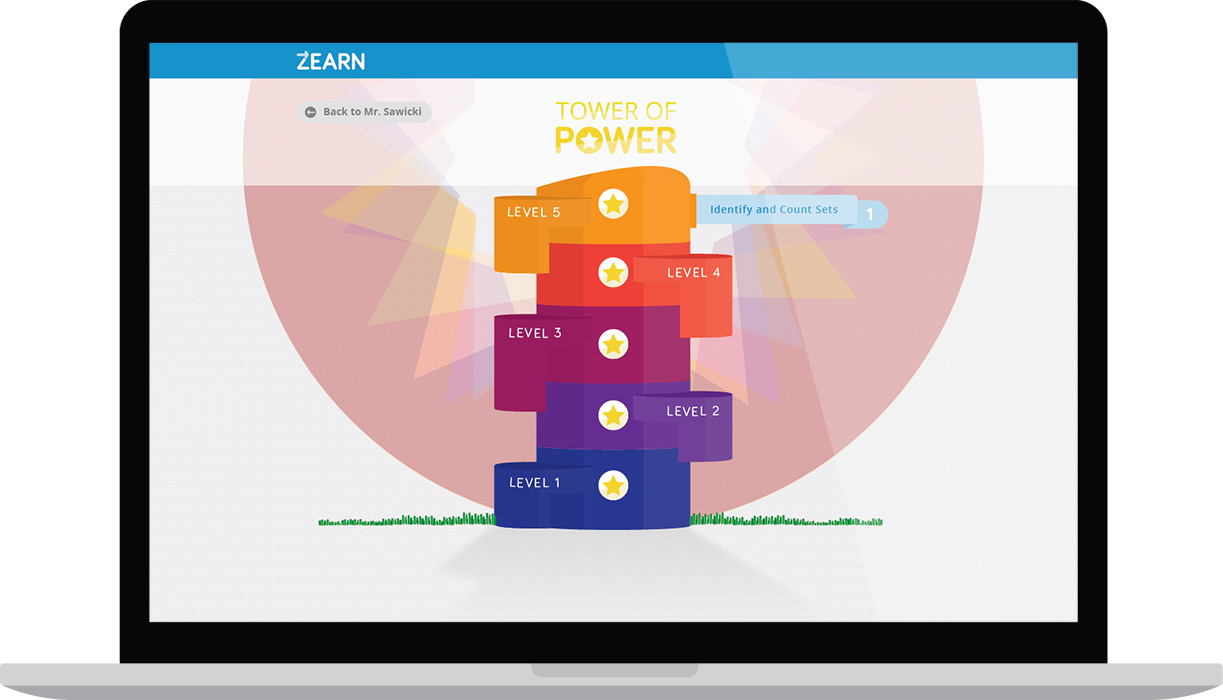 ZEARN
Back to Mr. Sawicki
TOWER OF
POWER
LEVEL 5
Identify and Count Sets
1
LEVEL 4
LEVEL 3
LEVEL 2
LEVEL 1